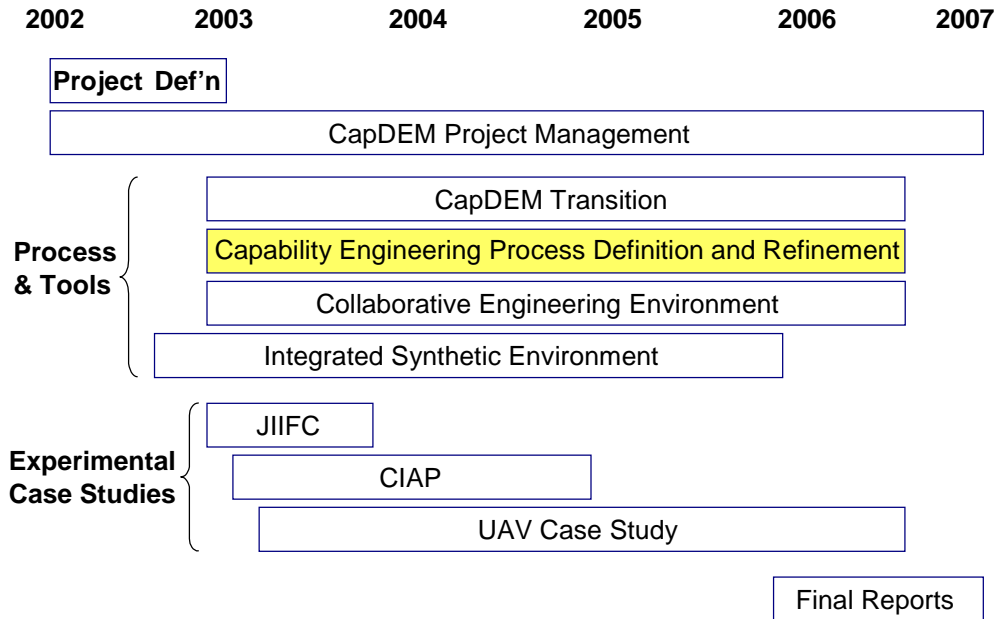 2002 2003 2004 2005 2006 2007
Project Def'n
CapDEM Project Management
Process
& Tools
CapDEM Transition
Capability Engineering Process Definition and Refinement
Collaborative Engineering Environment
Integrated Synthetic Environment
Experimental
Case Studies
JIIFC
CIAP
UAV Case Study
Final Reports